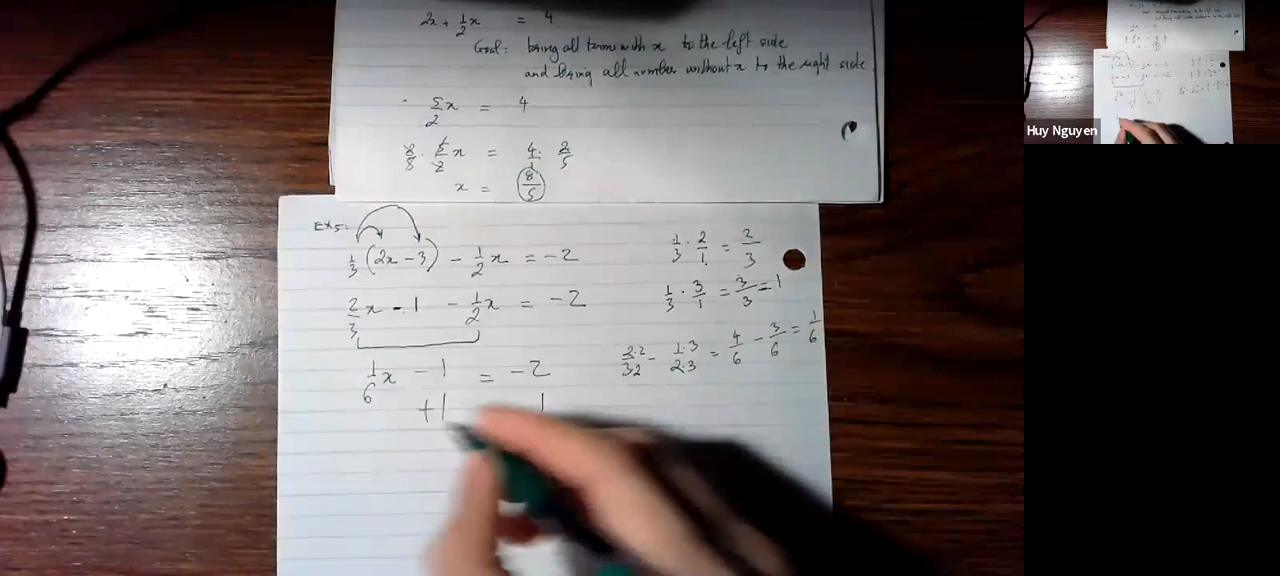 2x + 1/2 x = 4
Goal: bring all terms with x to the left side
and bring all number without x to the right side
5/2 x = 4
2/5 · 5/2 x = 4/1 · 2/5
x = 8/5
Ex5:
1/3 (2x - 3) - 1/2 x = -2
2/3 x - 1 - 1/2 x = -2
1/6 x - 1 = -2
+1 1
1/3 · 2/1 = 2/3
1/3 · 3/1 = 3/3 = 1
2·2/3·2 - 1·3/2·3 = 4/6 - 3/6 = 1/6
Huy Nguyen